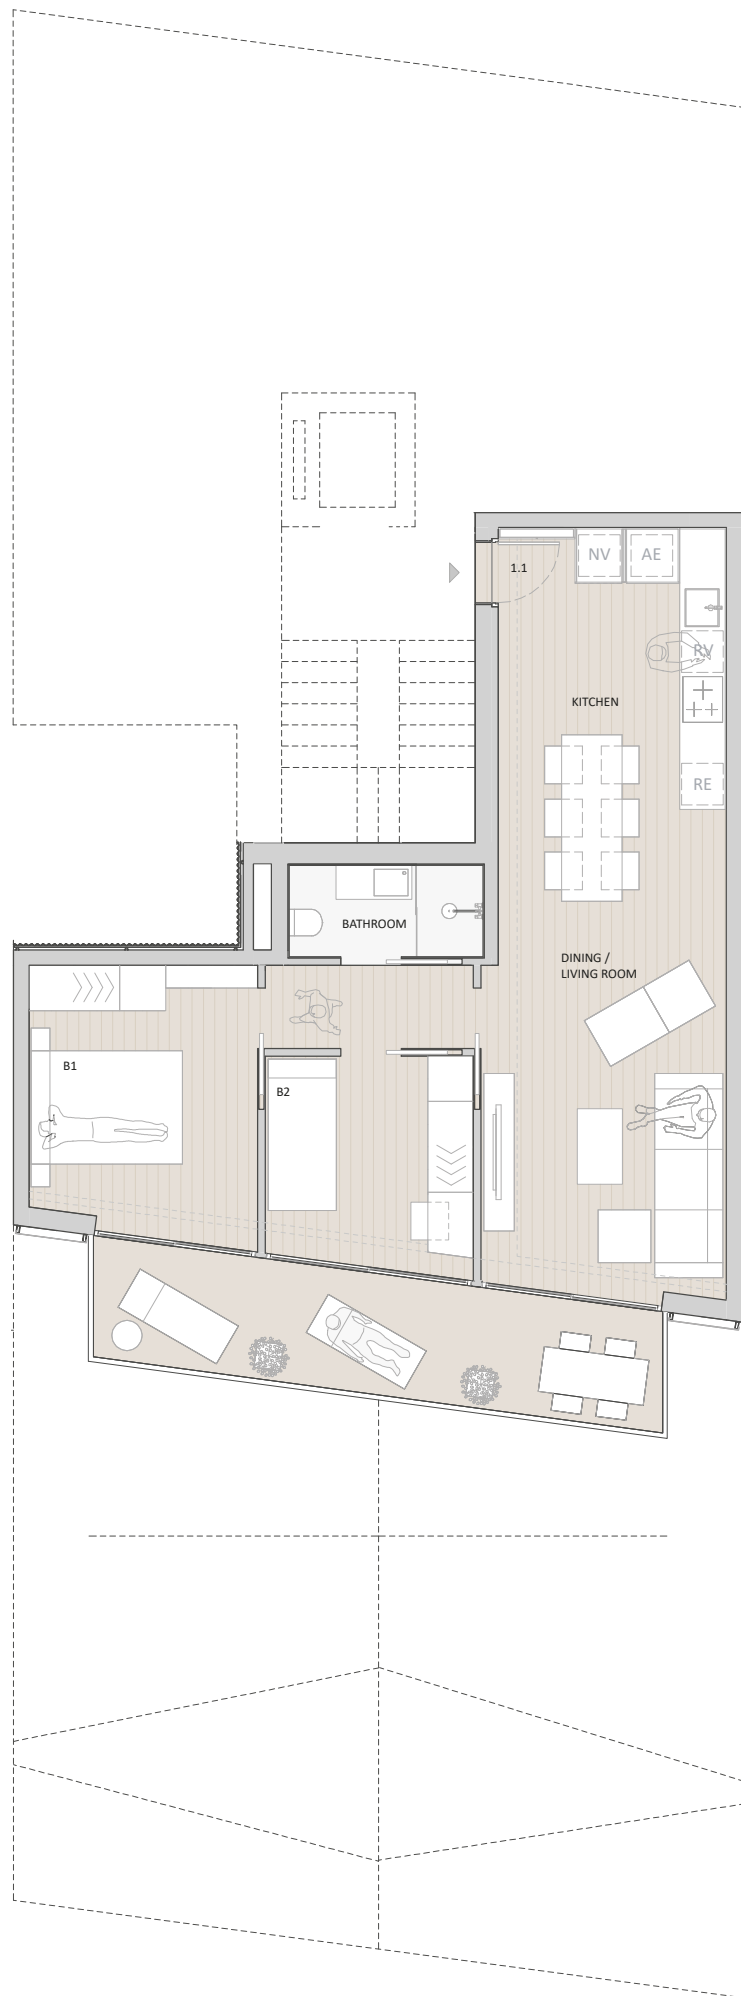 NV
AE
1.1
RV
KITCHEN
RE
BATHROOM
DINING /
LIVING ROOM
B1
B2